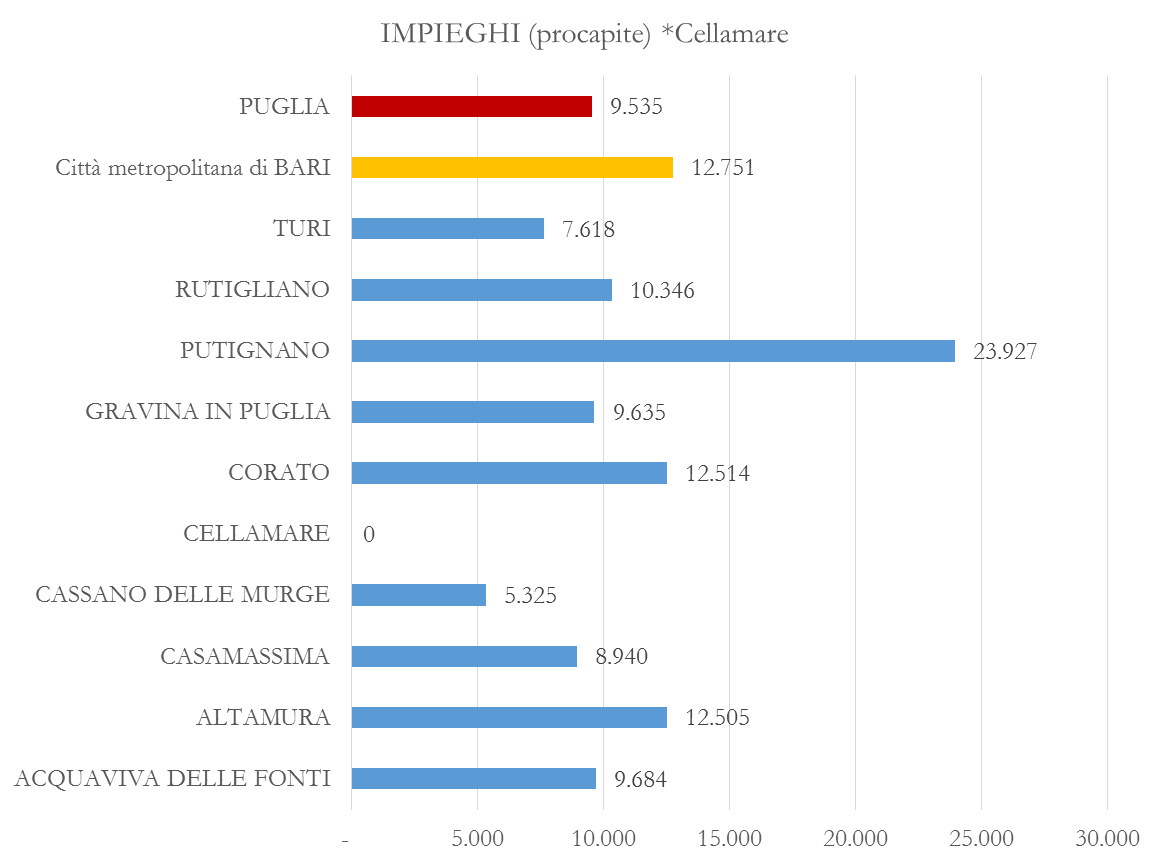 IMPIEGHI (procapite) *Cellamare
PUGLIA 9.535
Città metropolitana di BARI 12.751
TURI 7.618
RUTIGLIANO 10.346
PUTIGNANO 23.927
GRAVINA IN PUGLIA 9.635
CORATO 12.514
CELLAMARE 0
CASSANO DELLE MURGE 5.325
CASAMASSIMA 8.940
ALTAMURA 12.505
ACQUAVIVA DELLE FONTI 9.684
- 5.000 10.000 15.000 20.000 25.000 30.000